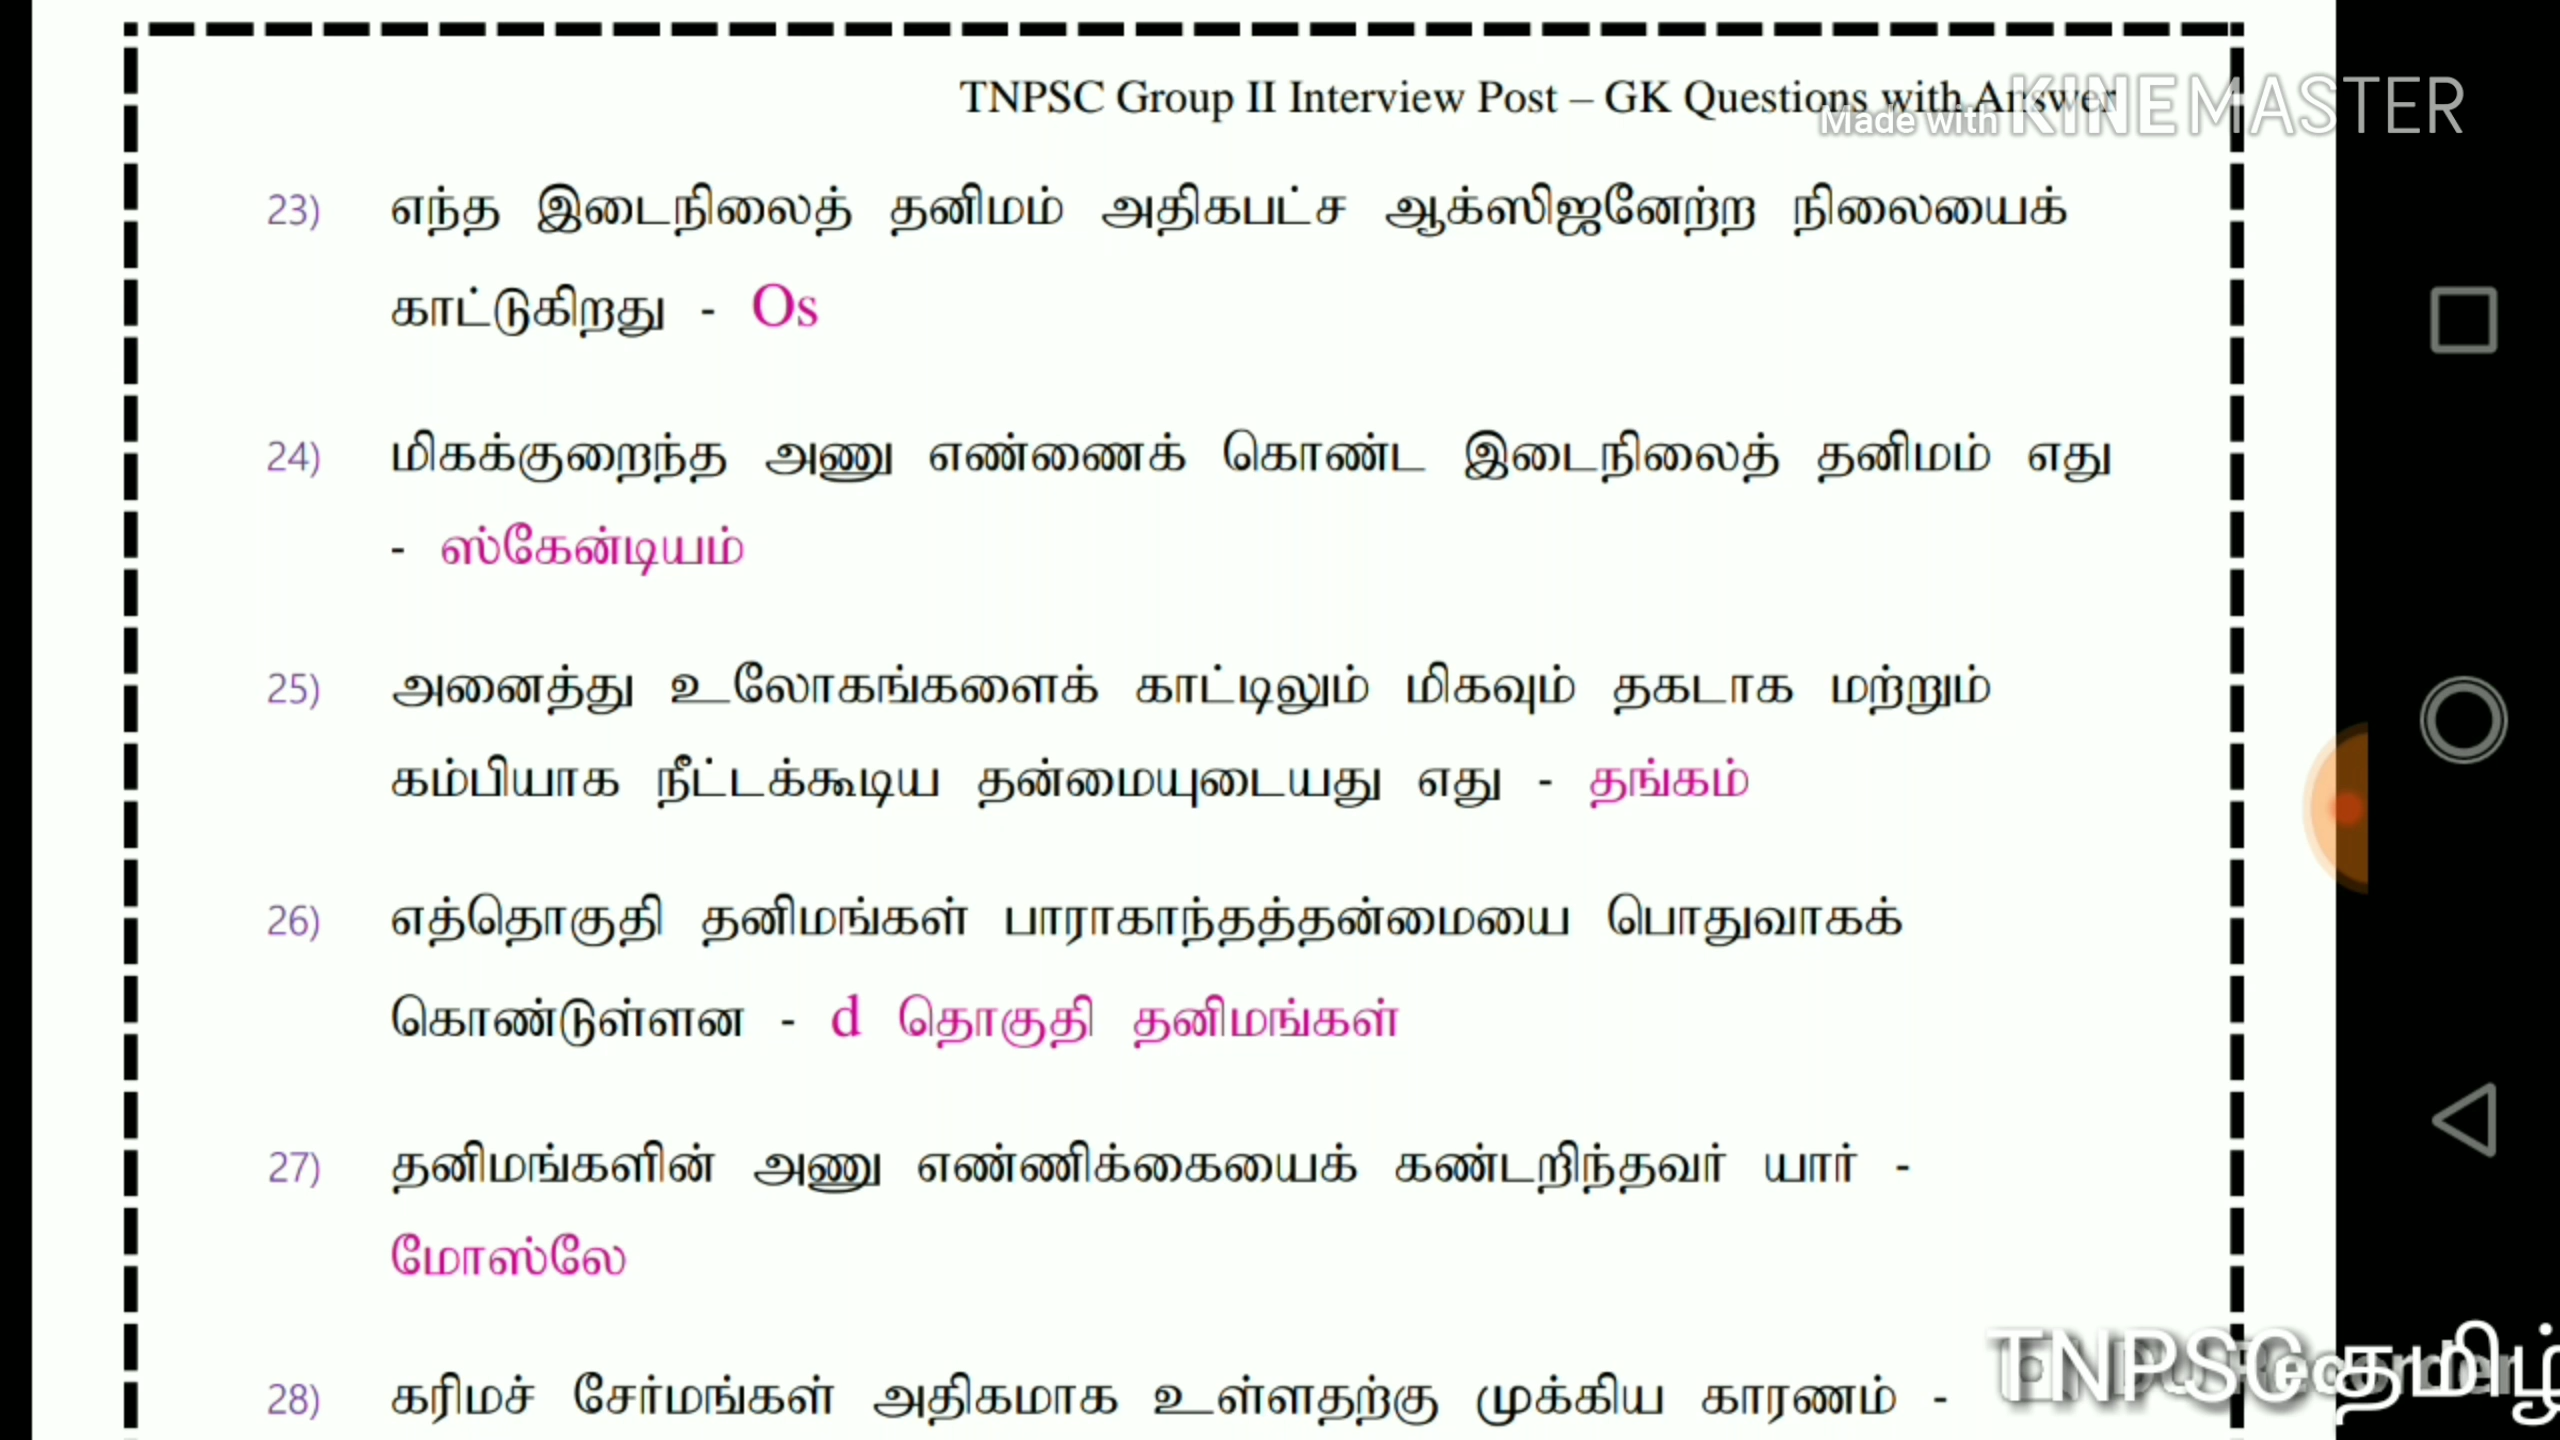 TNPSC Group II Interview Post – GK Questions with Answer
Made with KINEMASTER
23) எந்த இடைநிலைத் தனிமம் அதிகபட்ச ஆக்ஸிஜனேற்ற நிலையைக்
காட்டுகிறது - Os
24) மிகக்குறைந்த அணு எண்ணைக் கொண்ட இடைநிலைத் தனிமம் எது
- ஸ்கேன்டியம்
25) அனைத்து உலோகங்களைக் காட்டிலும் மிகவும் தகடாக மற்றும்
கம்பியாக நீட்டக்கூடிய தன்மையுடையது எது - தங்கம்
26) எத்தொகுதி தனிமங்கள் பாராகாந்தத்தன்மையை பொதுவாகக்
கொண்டுள்ளன - d தொகுதி தனிமங்கள்
27) தனிமங்களின் அணு எண்ணிக்கையைக் கண்டறிந்தவர் யார் -
மோஸ்லே
28) கரிமச் சேர்மங்கள் அதிகமாக உள்ளதற்கு முக்கிய காரணம் -
TNPSC தமிழ்
Recorder